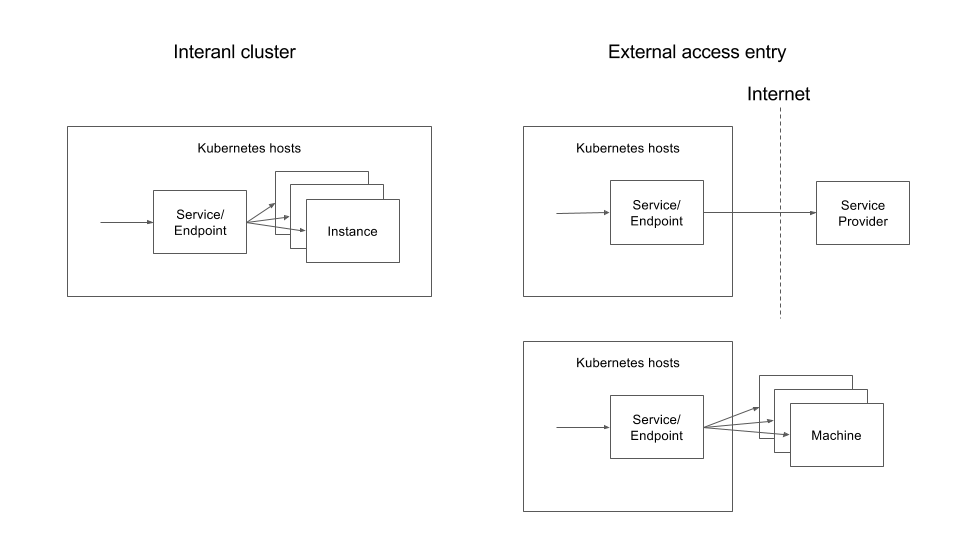 Interanl cluster
External access entry
Internet
Kubernetes hosts
Service/
Endpoint
Instance
Kubernetes hosts
Service/
Endpoint
Service
Provider
Kubernetes hosts
Service/
Endpoint
Machine